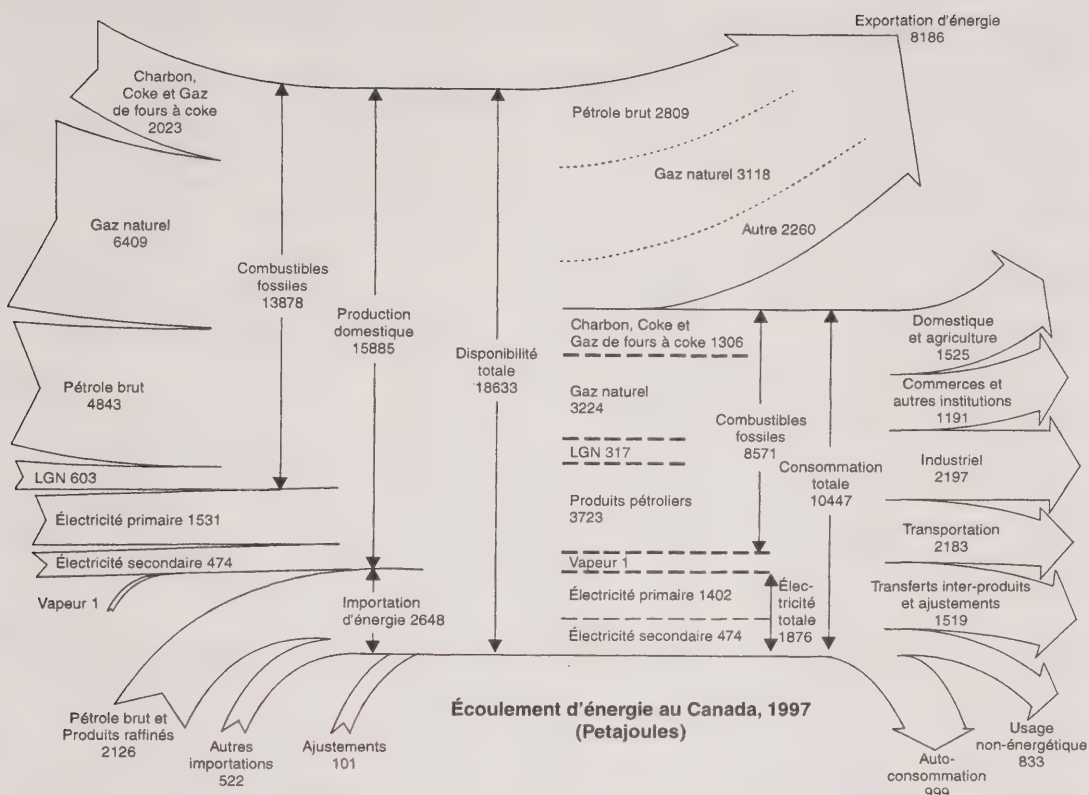 Exportation d'énergie
8186
Charbon,
Coke et Gaz
de fours à coke
2023
Gaz naturel
6409
Pétrole brut
4843
LGN 603
Électricité primaire 1531
Électricité secondaire 474
Vapeur 1
Pétrole brut et
Produits raffinés
2126
Autres
importations
522
Ajustements
101
Combustibles
fossiles
13878
Production
domestique
15885
Importation
d'énergie 2648
Disponibilité
totale
18633
Pétrole brut 2809
Gaz naturel 3118
Autre 2260
Charbon, Coke et
Gaz de fours à coke 1306
Gaz naturel
3224
LGN 317
Produits pétroliers
3723
Vapeur 1
Électricité primaire 1402
Électricité secondaire 474
Combustibles
fossiles
8571
Élec-
tricité
totale
1876
Consommation
totale
10447
Domestique
et agriculture
1525
Commerces et
autres institutions
1191
Industriel
2197
Transportation
2183
Transferts inter-produits
et ajustements
1519
Usage
non-énergétique
833
Auto-
consommation
999
Écoulement d'énergie au Canada, 1997
(Petajoules)